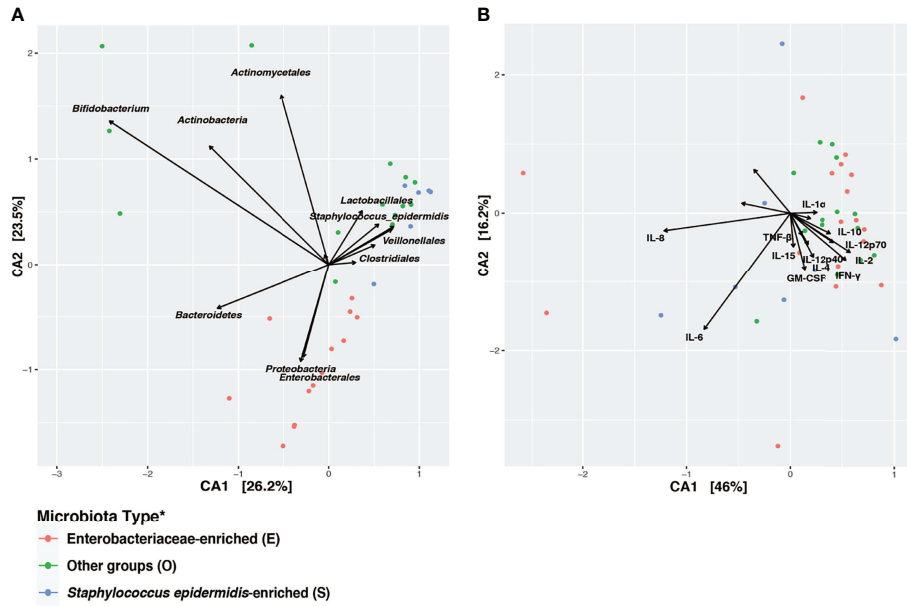 A
B
2
1
0
−1
−3
−2
−1
0
1
CA2 [23.5%]
CA1 [26.2%]
Actinomycetales
Bifidobacterium
Actinobacteria
Lactobacillales
Staphylococcus_epidermidis
Veillonellales
Clostridiales
Bacteroidetes
Proteobacteria
Enterobacterales
2
0
−2
−2
−1
0
1
CA2 [16.2%]
CA1 [46%]
IL-1α
IL-8
TNF-β
IL-10
IL-12p70
IL-15
IL-12p40
IL-2
IL-4
GM-CSF
IFN-γ
IL-6
Microbiota Type*
Enterobacteriaceae-enriched (E)
Other groups (O)
Staphylococcus epidermidis-enriched (S)